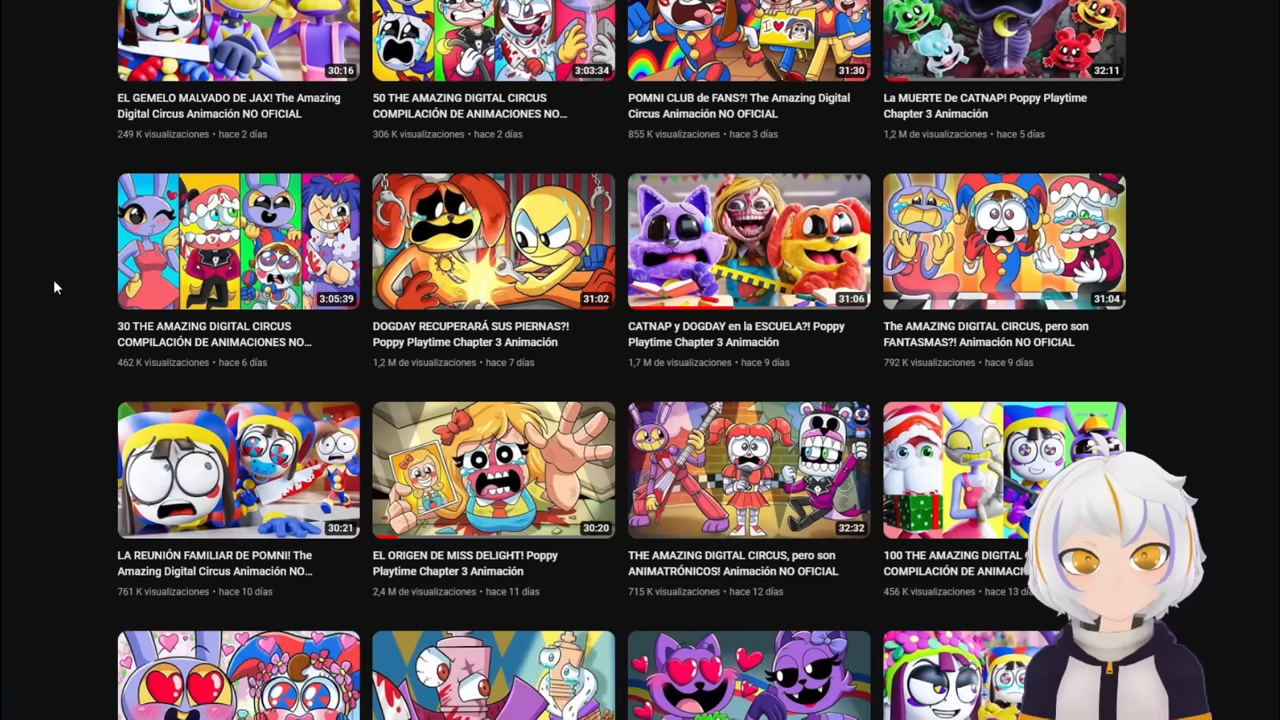 30:16
3:03:34
31:30
32:11
EL GEMELO MALVADO DE JAX! The Amazing
Digital Circus Animación NO OFICIAL
249 K visualizaciones • hace 2 días
50 THE AMAZING DIGITAL CIRCUS
COMPILACIÓN DE ANIMACIONES NO...
306 K visualizaciones • hace 2 días
POMNI CLUB de FANS?! The Amazing Digital
Circus Animación NO OFICIAL
855 K visualizaciones • hace 3 días
La MUERTE De CATNAP! Poppy Playtime
Chapter 3 Animación
1,2 M de visualizaciones • hace 5 días
3:05:39
31:02
31:06
31:04
30 THE AMAZING DIGITAL CIRCUS
COMPILACIÓN DE ANIMACIONES NO...
462 K visualizaciones • hace 6 días
DOGDAY RECUPERARÁ SUS PIERNAS?!
Poppy Playtime Chapter 3 Animación
1,2 M de visualizaciones • hace 7 días
CATNAP y DOGDAY en la ESCUELA?! Poppy
Playtime Chapter 3 Animación
1,7 M de visualizaciones • hace 9 días
The AMAZING DIGITAL CIRCUS, pero son
FANTASMAS?! Animación NO OFICIAL
792 K visualizaciones • hace 9 días
30:21
30:20
32:32
LA REUNIÓN FAMILIAR DE POMNI! The
Amazing Digital Circus Animación NO...
761 K visualizaciones • hace 10 días
EL ORIGEN DE MISS DELIGHT! Poppy
Playtime Chapter 3 Animación
2,4 M de visualizaciones • hace 11 días
THE AMAZING DIGITAL CIRCUS, pero son
ANIMATRÓNICOS! Animación NO OFICIAL
715 K visualizaciones • hace 12 días
100 THE AMAZING DIGITAL
COMPILACIÓN DE ANIMACI
456 K visualizaciones • hace 13 día